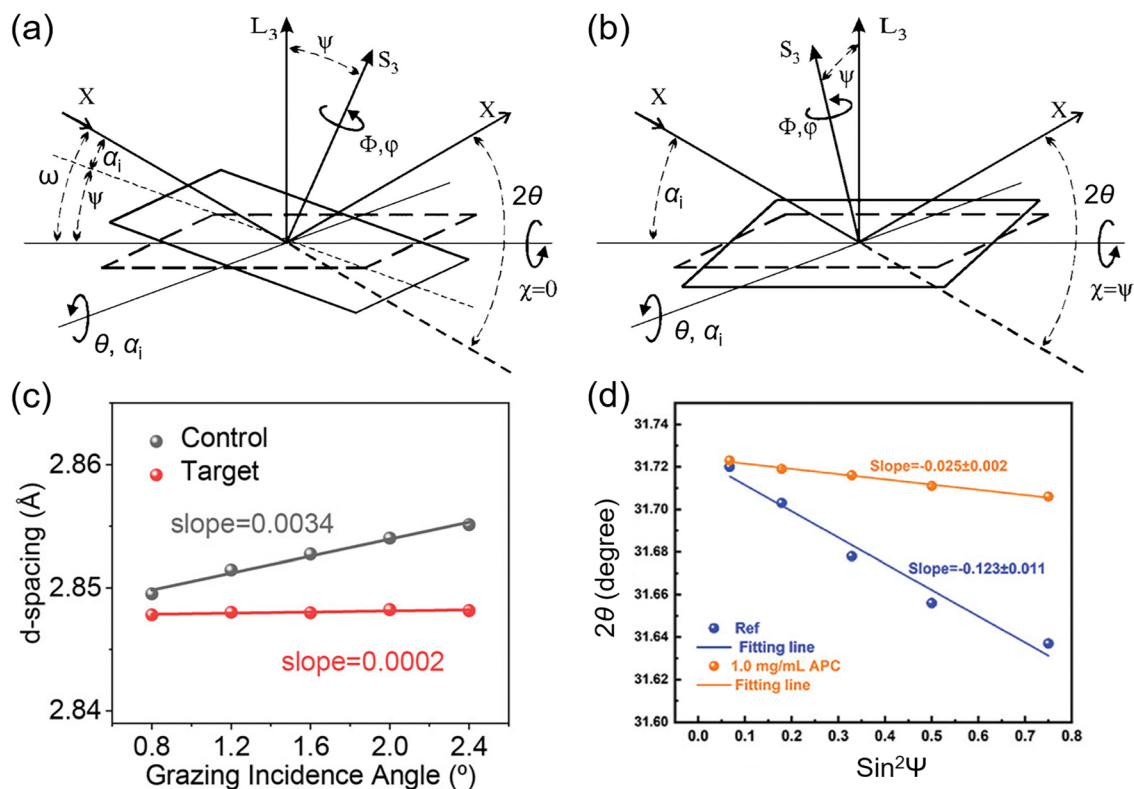 (a)
L3
Ψ
S3
X
X
Φ,φ
ω
αi
Ψ
2θ
χ=0
θ, αi
(b)
S3
L3
Ψ
X
X
Φ,φ
αi
2θ
χ=Ψ
θ, αi
(c)
Control
Target
2.86
slope=0.0034
2.85
slope=0.0002
2.84
d-spacing (Å)
0.8 1.2 1.6 2.0 2.4
Grazing Incidence Angle (º)
(d)
31.74
31.72
31.70
31.68
31.66
31.64
31.62
31.60
2θ (degree)
Slope=-0.025±0.002
Slope=-0.123±0.011
Ref
Fitting line
1.0 mg/mL APC
Fitting line
0.0 0.1 0.2 0.3 0.4 0.5 0.6 0.7 0.8
Sin²Ψ